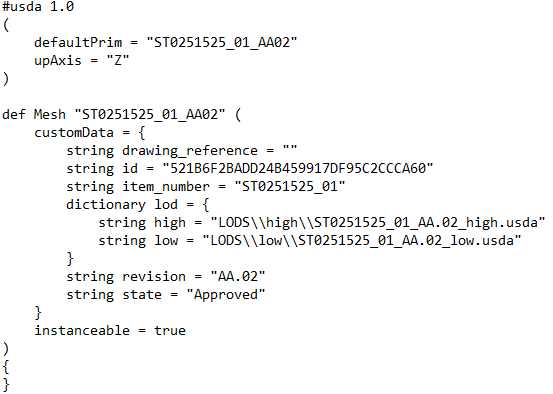 #usda 1.0
(
    defaultPrim = "ST0251525_01_AA02"
    upAxis = "Z"
)

def Mesh "ST0251525_01_AA02" (
    customData = {
        string drawing_reference = ""
        string id = "521B6F2BADD24B459917DF95C2CCCA60"
        string item_number = "ST0251525_01"
        dictionary lod = {
            string high = "LODS\\high\\ST0251525_01_AA.02_high.usda"
            string low = "LODS\\low\\ST0251525_01_AA.02_low.usda"
        }
        string revision = "AA.02"
        string state = "Approved"
    }
    instanceable = true
)
{
}